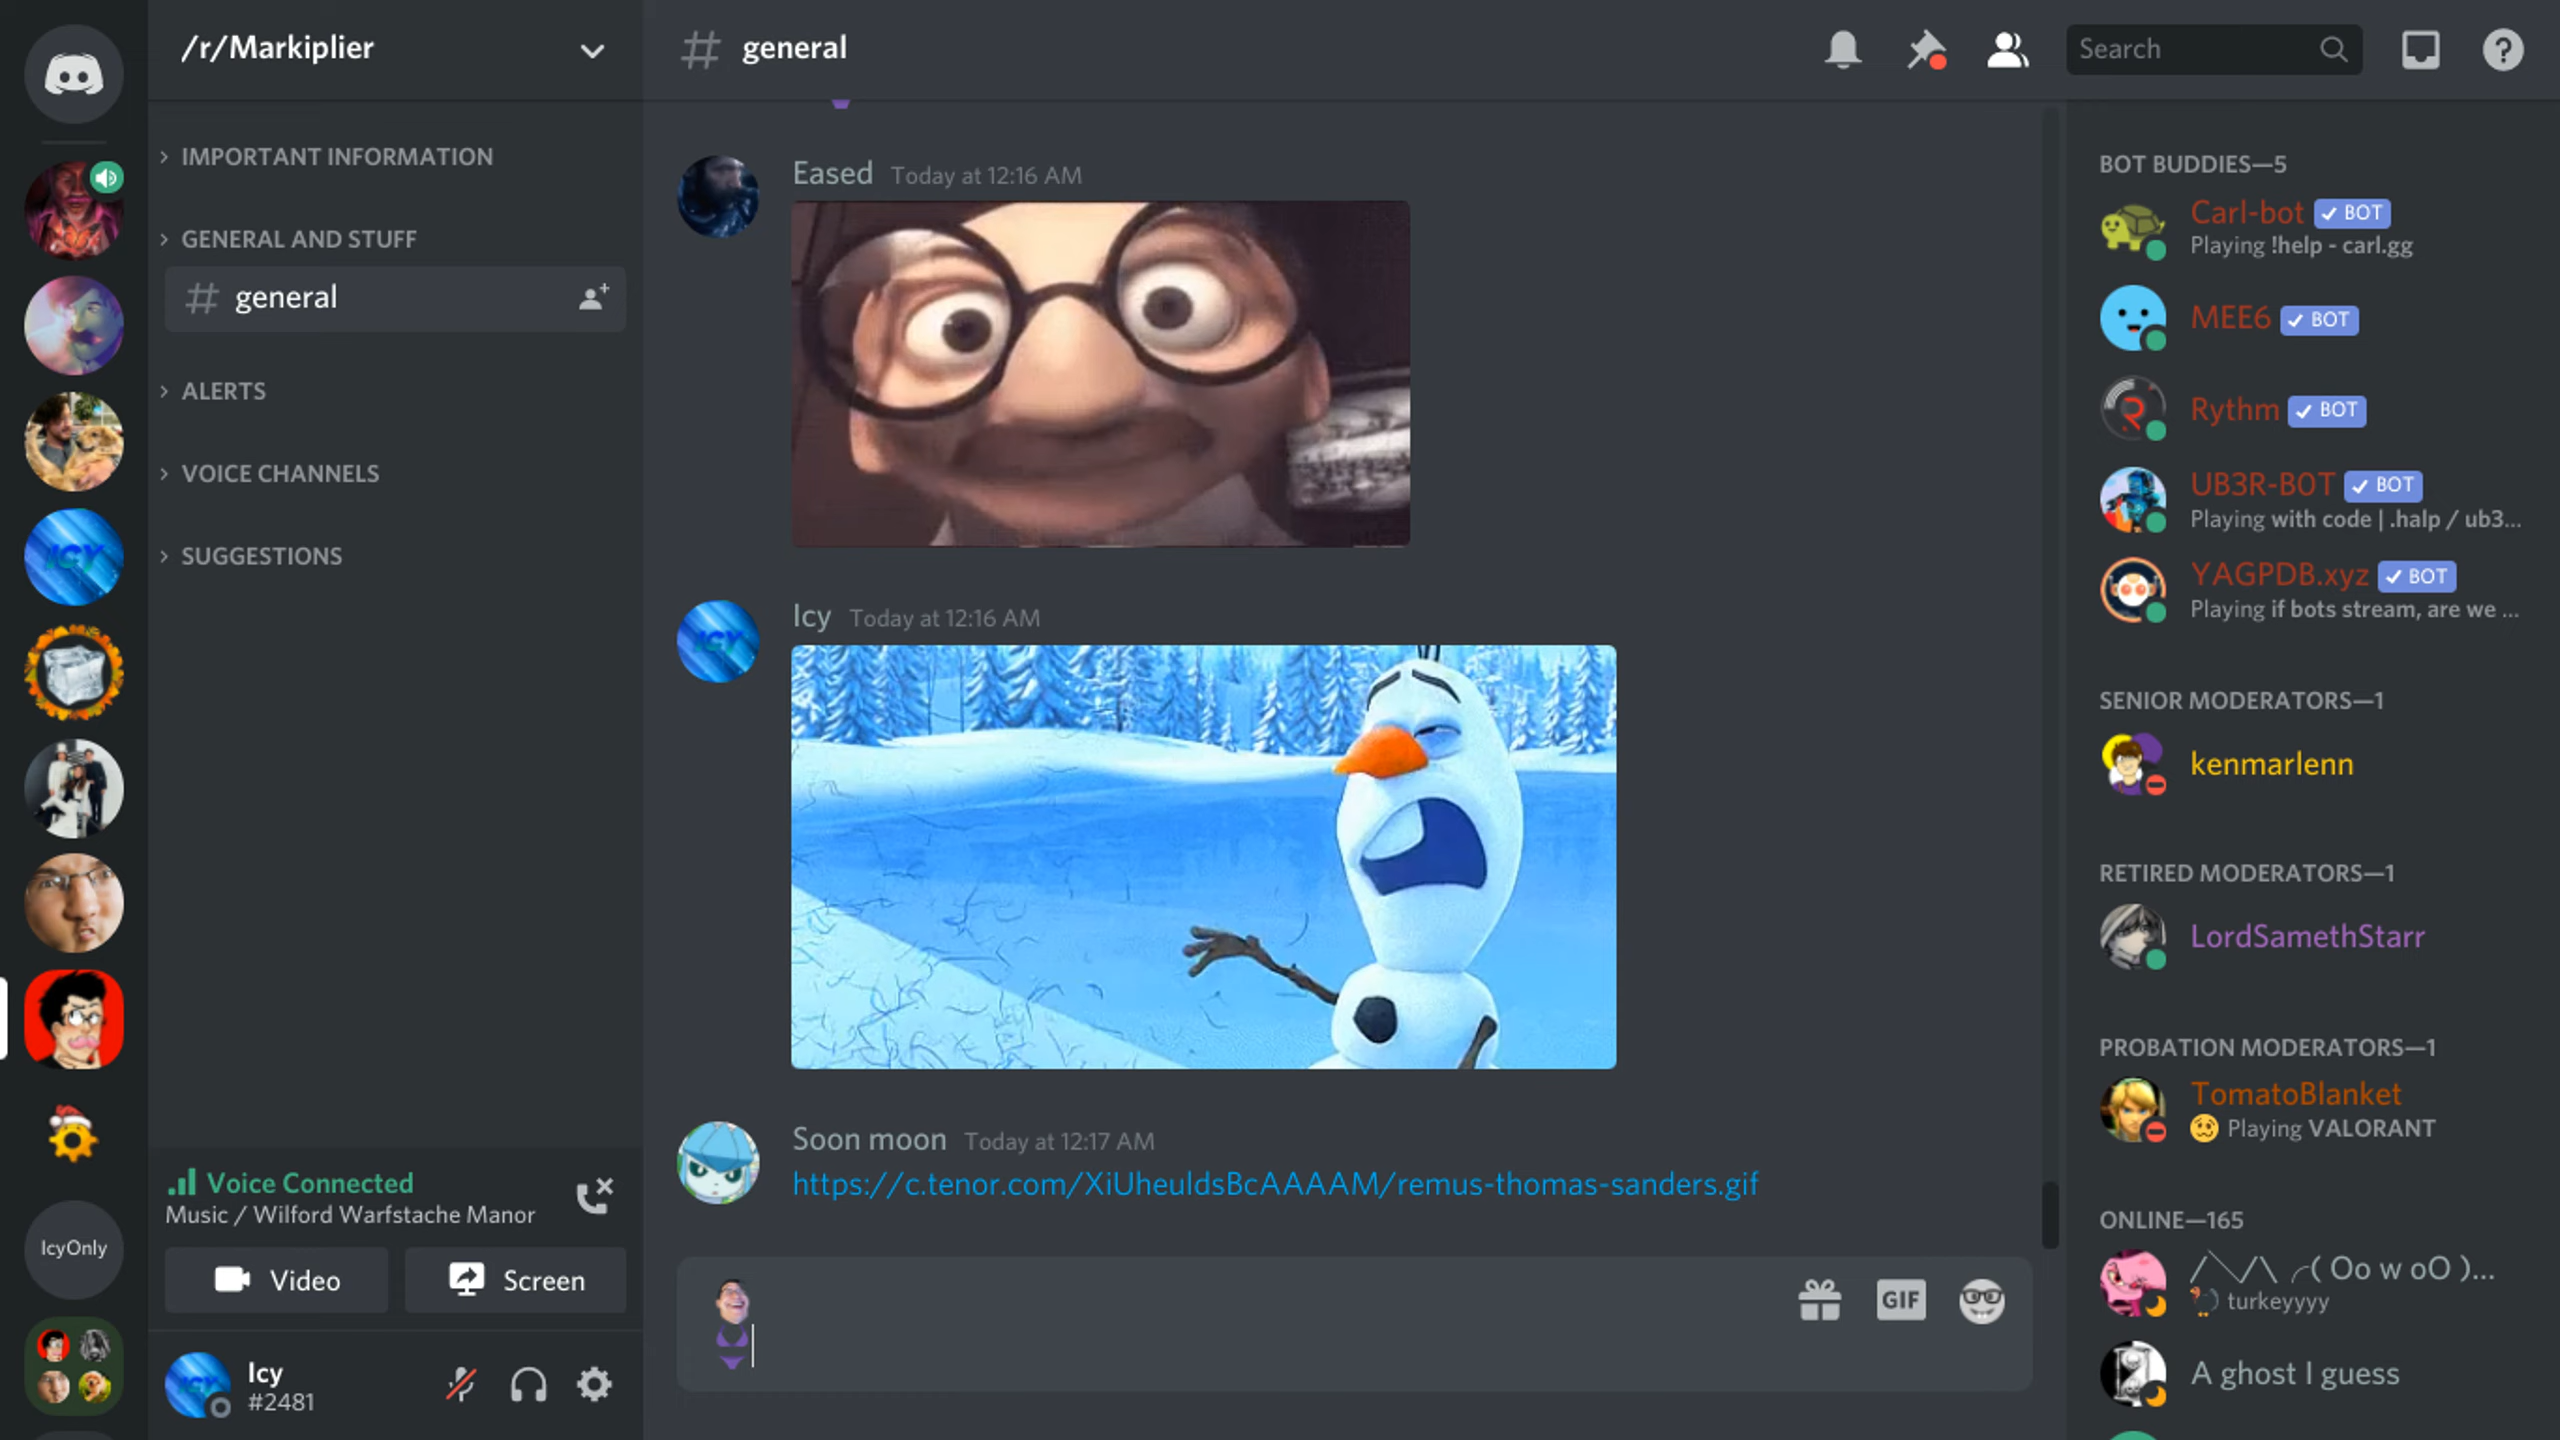 /r/Markiplier
IMPORTANT INFORMATION
GENERAL AND STUFF
general
ALERTS
VOICE CHANNELS
SUGGESTIONS
ICY
IcyOnly
Voice Connected
Music / Wilford Warfstache Manor
Video
Screen
Icy
#2481
# general
Search
Eased Today at 12:16 AM
Icy Today at 12:16 AM
ICY
Soon moon Today at 12:17 AM
https://c.tenor.com/XiUheuldsBcAAAAM/remus-thomas-sanders.gif
GIF
BOT BUDDIES—5
Carl-bot ✓ BOT
Playing !help - carl.gg
MEE6 ✓ BOT
Rythm ✓ BOT
UB3R-B0T ✓ BOT
Playing with code | .halp / ub3...
YAGPDB.xyz ✓ BOT
Playing if bots stream, are we ...
SENIOR MODERATORS—1
kenmarlenn
RETIRED MODERATORS—1
LordSamethStarr
PROBATION MODERATORS—1
TomatoBlanket
Playing VALORANT
ONLINE—165
/╲/\ ╭( Oo w oO )...
turkeyyyy
A ghost I guess